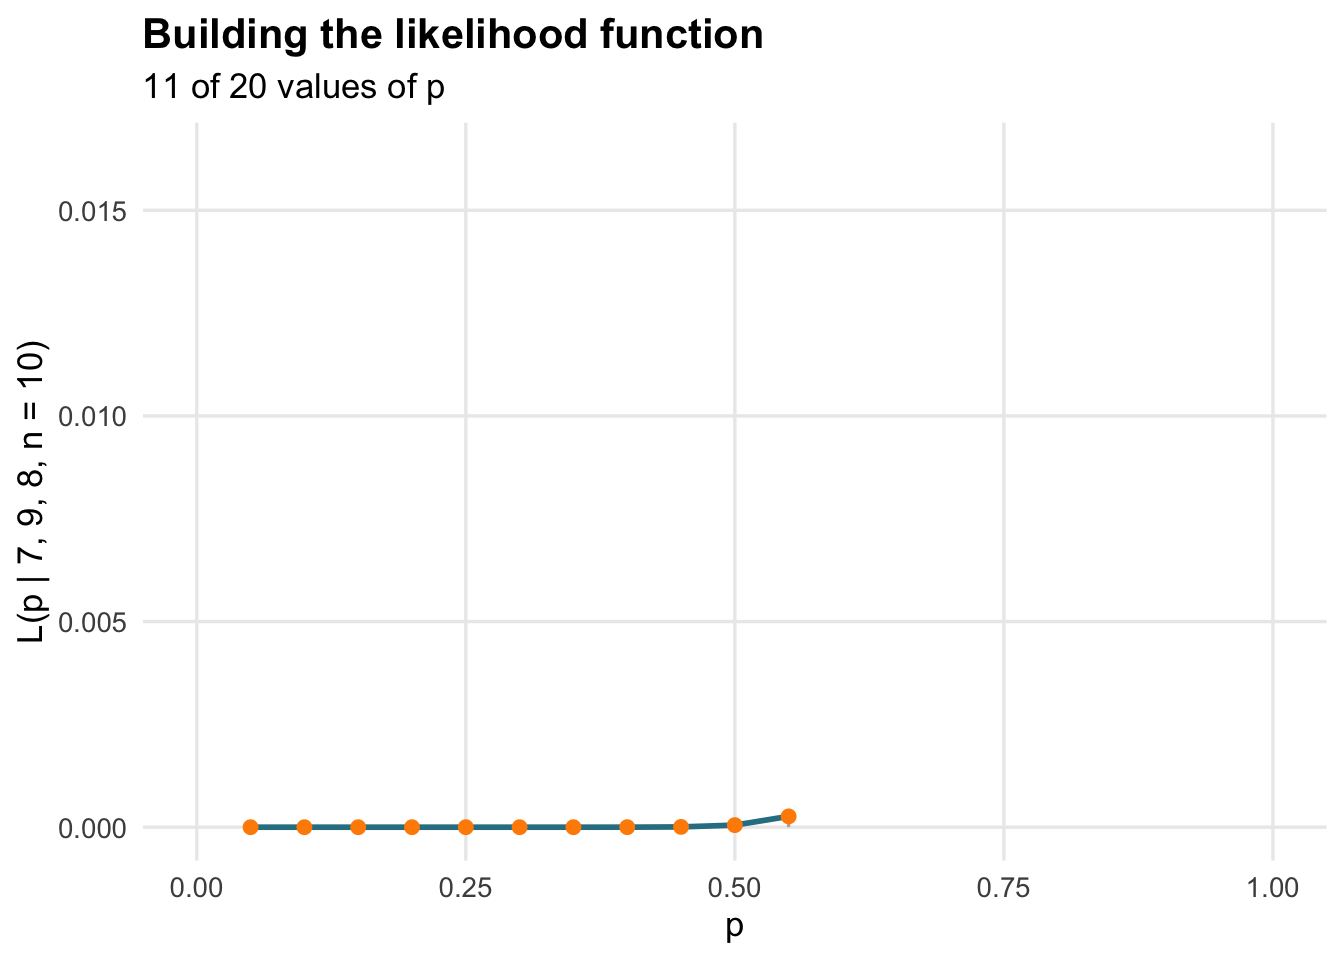 Building the likelihood function
11 of 20 values of p
L(p | 7, 9, 8, n = 10)
0.015
0.010
0.005
0.000
0.00 0.25 0.50 0.75 1.00
p